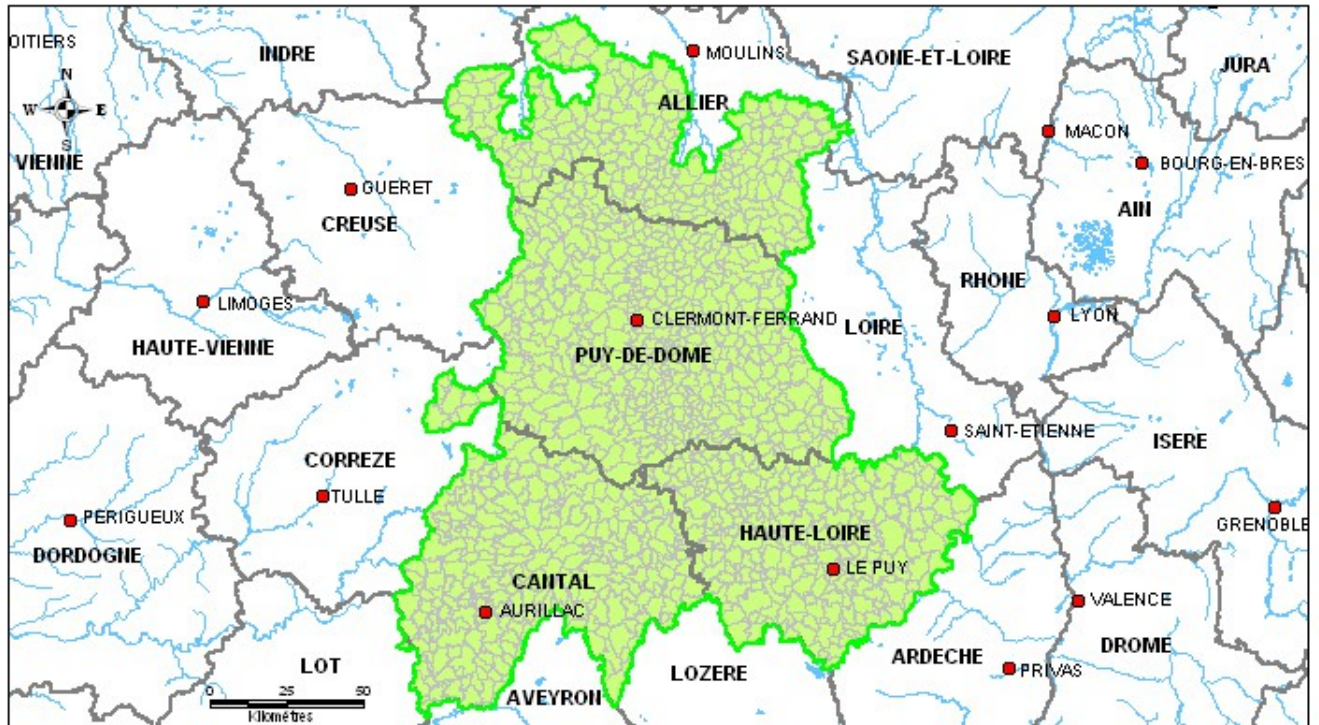 OITIERS
INDRE
MOULINS
SAONE-ET-LOIRE
JURA
N
W E
S
ALLIER
MACON
VIENNE
BOURG-EN-BRES
GUERET
CREUSE
AIN
RHONE
LIMOGES
LYON
CLERMONT-FERRAND
LOIRE
HAUTE-VIENNE
PUY-DE-DOME
SAINT-ETIENNE
ISERE
CORREZE
TULLE
PERIGUEUX
GRENOBLE
HAUTE-LOIRE
DORDOGNE
LE PUY
CANTAL
AURILLAC
VALENCE
DROME
ARDECHE
LOT
LOZERE
PRIVAS
AVEYRON
0 25 50
Kilométres